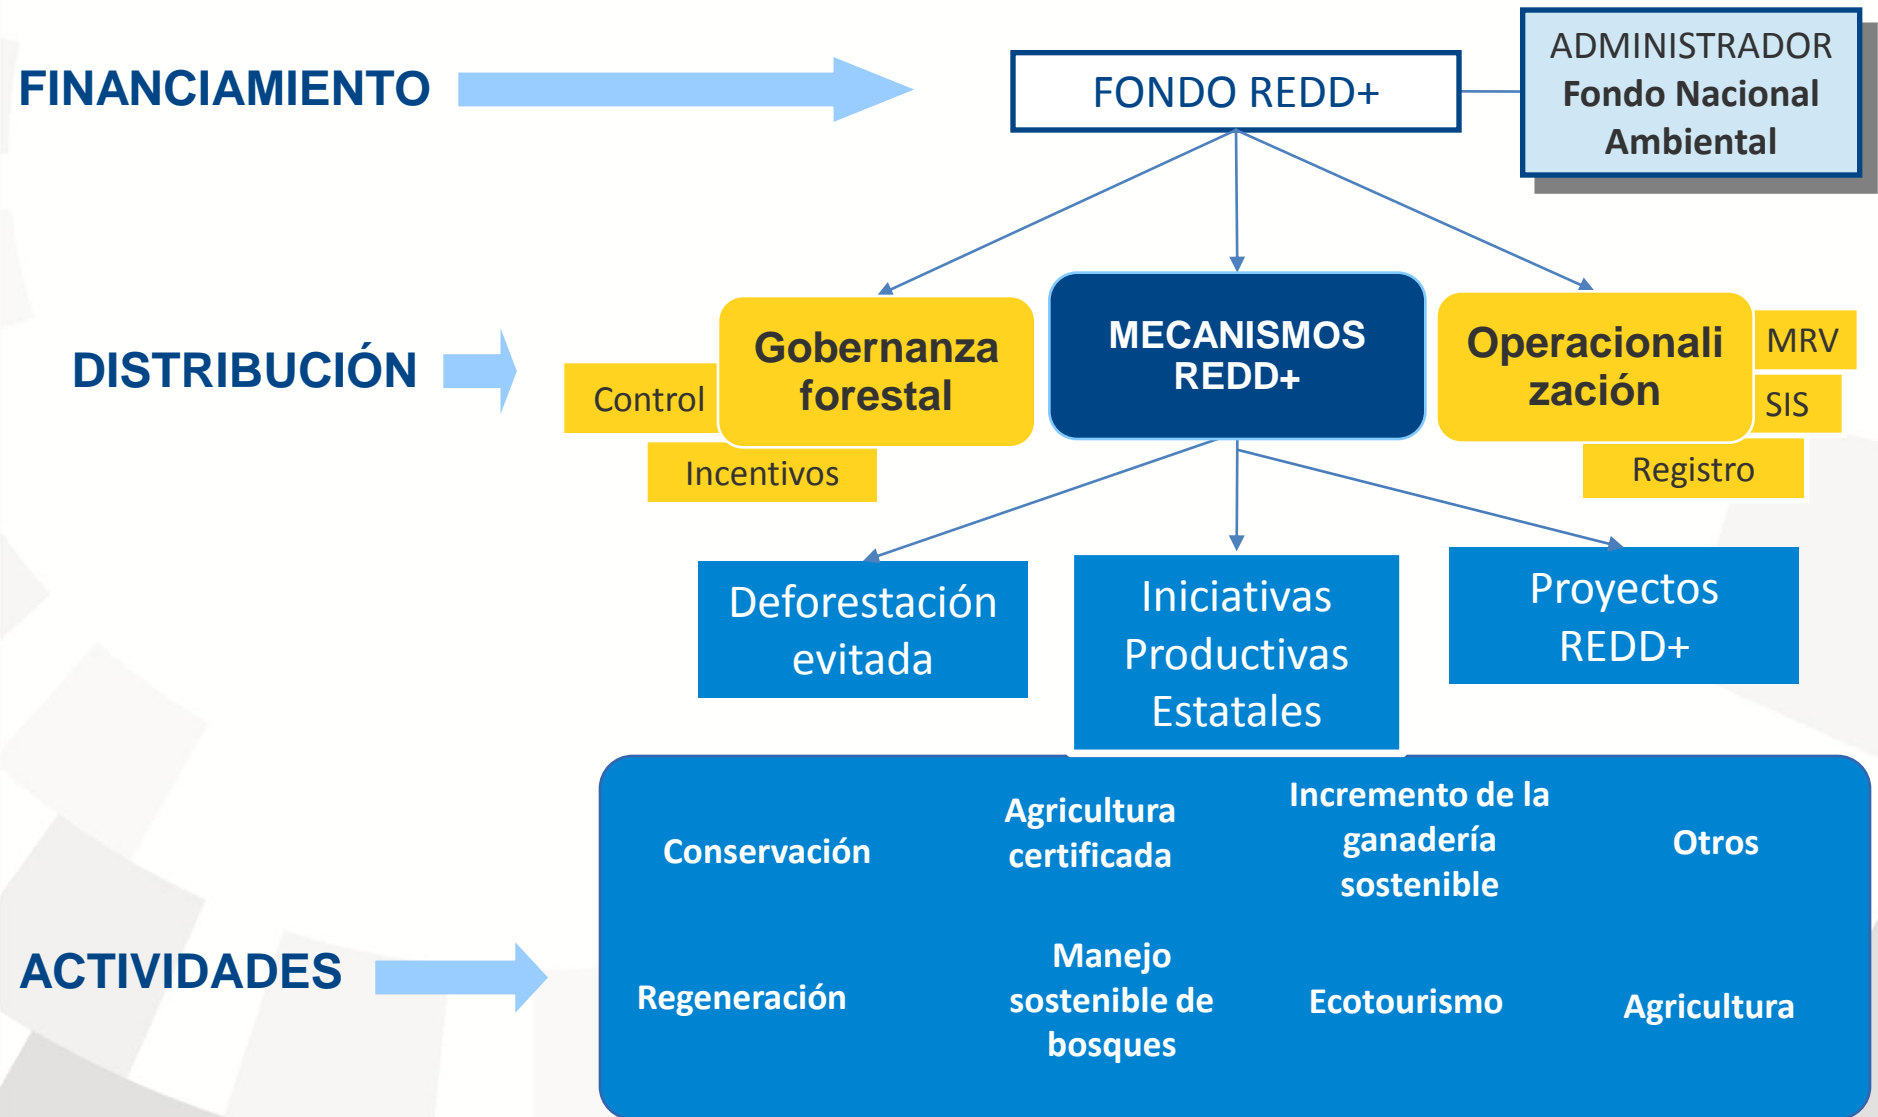 FINANCIAMIENTO
FONDO REDD+
ADMINISTRADOR
Fondo Nacional
Ambiental
DISTRIBUCIÓN
Control
Incentivos
Gobernanza
forestal
MECANISMOS
REDD+
Operacionali
zación
MRV
SIS
Registro
Deforestación
evitada
Iniciativas
Productivas
Estatales
Proyectos
REDD+
ACTIVIDADES
Conservación
Agricultura
certificada
Incremento de la
ganadería
sostenible
Otros
Regeneración
Manejo
sostenible de
bosques
Ecotourismo
Agricultura